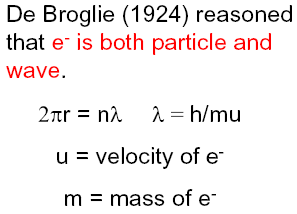 De Broglie (1924) reasoned
that e⁻ is both particle and
wave.
2πr = nλ λ = h/mu
u = velocity of e⁻
m = mass of e⁻